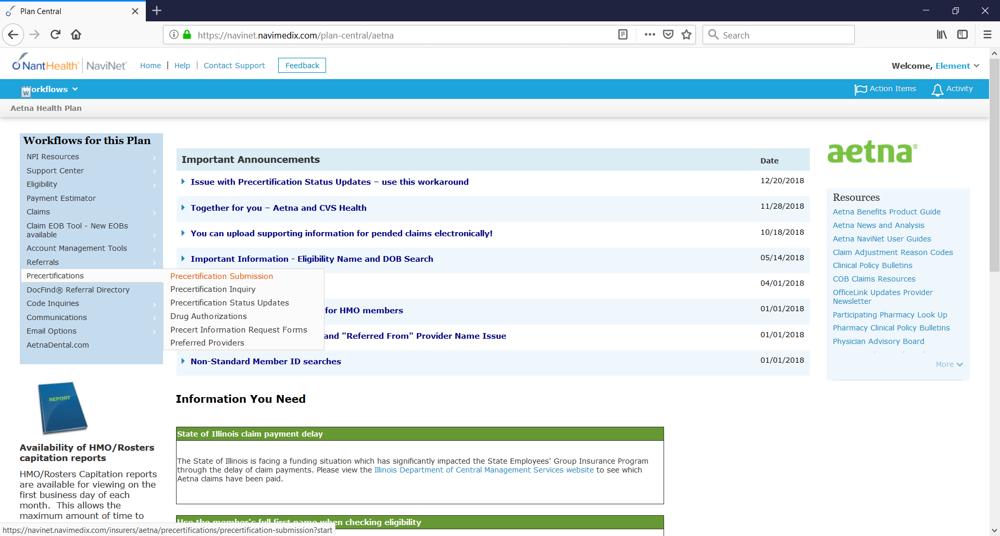 Plan Central
https://navinet.navimedix.com/plan-central/aetna
Search
NantHealth® NaviNet®
Home
Help
Contact Support
Feedback
Welcome, Element
Workflows
W
Action Items
Activity
Aetna Health Plan
Workflows for this Plan
NPI Resources
Support Center
Eligibility
Payment Estimator
Claims
Claim EOB Tool - New EOBs
available
Account Management Tools
Referrals
Precertifications
DocFind® Referral Directory
Code Inquiries
Communications
Email Options
AetnaDental.com
Precertification Submission
Precertification Inquiry
Precertification Status Updates
Drug Authorizations
Precert Information Request Forms
Preferred Providers
Important Announcements
Date
Issue with Precertification Status Updates – use this workaround
12/20/2018
Together for you – Aetna and CVS Health
11/28/2018
You can upload supporting information for pended claims electronically!
10/18/2018
Important Information - Eligibility Name and DOB Search
05/14/2018
04/01/2018
for HMO members
01/01/2018
and "Referred From" Provider Name Issue
01/01/2018
Non-Standard Member ID searches
01/01/2018
aetna®
Resources
Aetna Benefits Product Guide
Aetna News and Analysis
Aetna NaviNet User Guides
Claim Adjustment Reason Codes
Clinical Policy Bulletins
COB Claims Resources
OfficeLink Updates Provider
Newsletter
Participating Pharmacy Look Up
Pharmacy Clinical Policy Bulletins
Physician Advisory Board
More
REPORT
Availability of HMO/Rosters
capitation reports
HMO/Rosters Capitation reports
are available for viewing on the
first business day of each
month. This allows the
maximum amount of time to
Information You Need
State of Illinois claim payment delay
The State of Illinois is facing a funding situation which has significantly impacted the State Employees' Group Insurance Program
through the delay of claim payments. Please view the Illinois Department of Central Management Services website to see which
Aetna claims have been paid.
Use the member's full first name when checking eligibility
https://navinet.navimedix.com/insurers/aetna/precertifications/precertification-submission?start